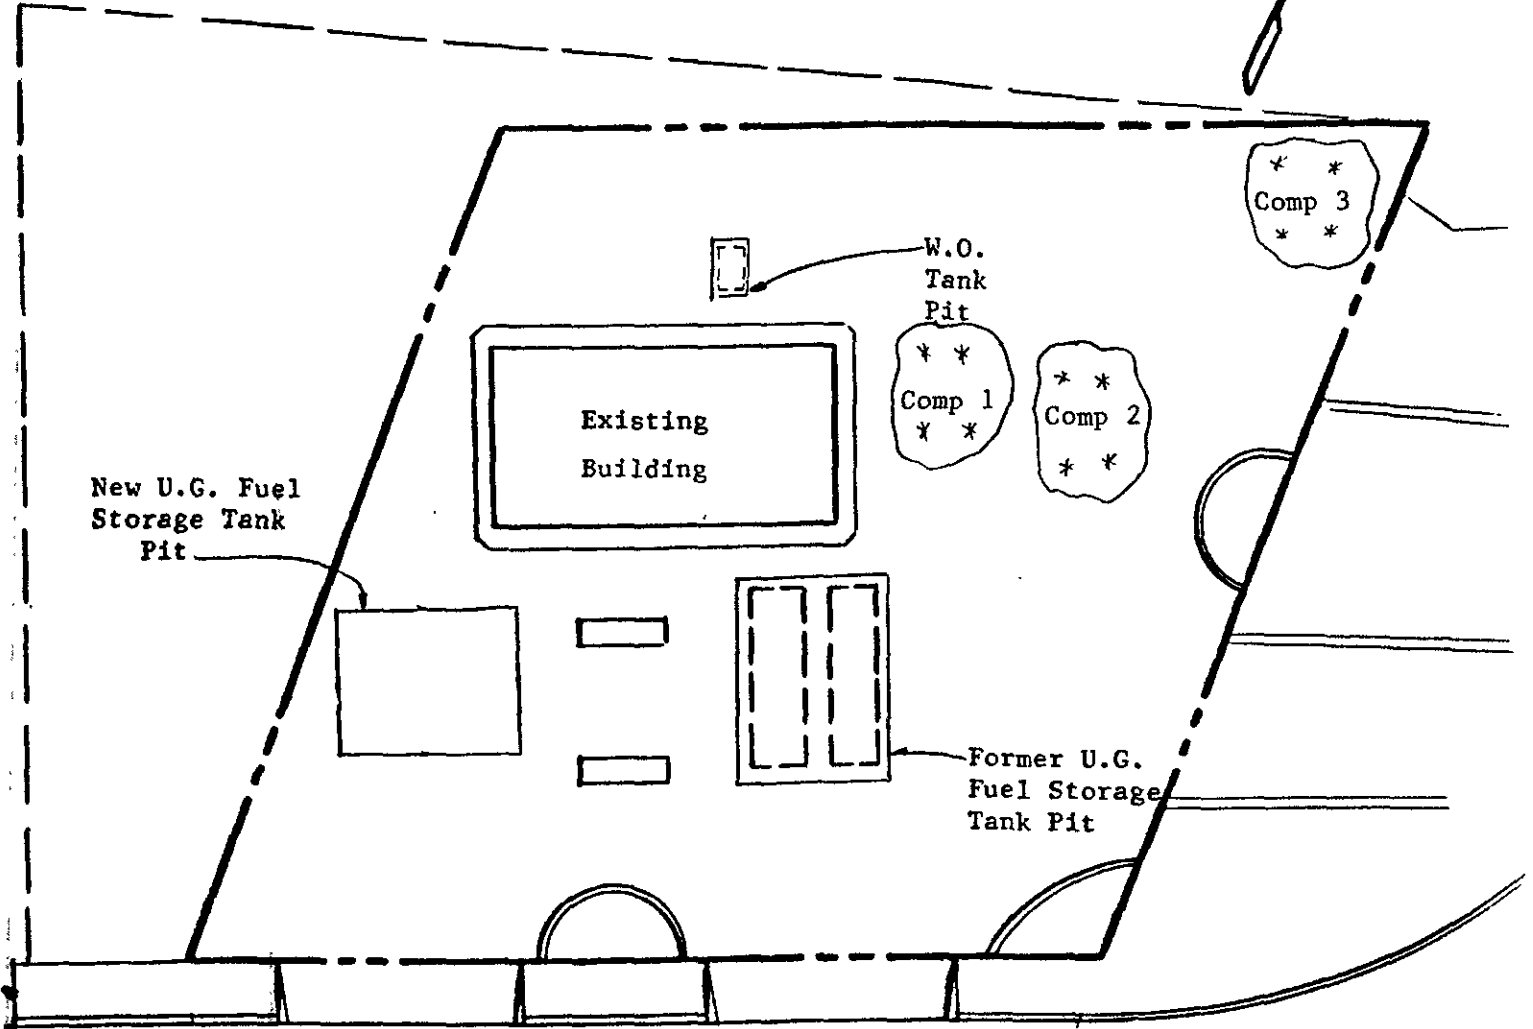 Comp 3
W.O.
Tank
Pit
Comp 1
Comp 2
Existing
Building
New U.G. Fuel
Storage Tank
Pit
Former U.G.
Fuel Storage
Tank Pit